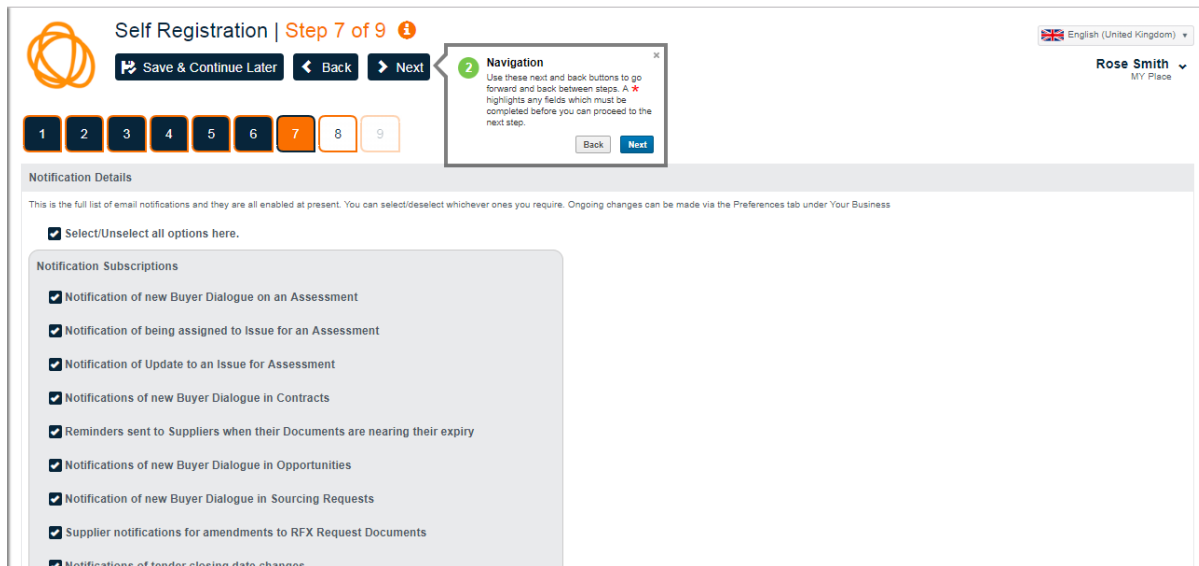 Self Registration | Step 7 of 9
English (United Kingdom)
Save & Continue Later
Back
Next
Rose Smith
MY Place
2
Navigation
Use these next and back buttons to go
forward and back between steps. A *
highlights any fields which must be
completed before you can proceed to the
next step.
Back
Next
1 2 3 4 5 6 7 8 9
Notification Details
This is the full list of email notifications and they are all enabled at present. You can select/deselect whichever ones you require. Ongoing changes can be made via the Preferences tab under Your Business
Select/Unselect all options here.
Notification Subscriptions
Notification of new Buyer Dialogue on an Assessment
Notification of being assigned to Issue for an Assessment
Notification of Update to an Issue for Assessment
Notifications of new Buyer Dialogue in Contracts
Reminders sent to Suppliers when their Documents are nearing their expiry
Notifications of new Buyer Dialogue in Opportunities
Notification of new Buyer Dialogue in Sourcing Requests
Supplier notifications for amendments to RFX Request Documents
Notifications of tender closing date changes